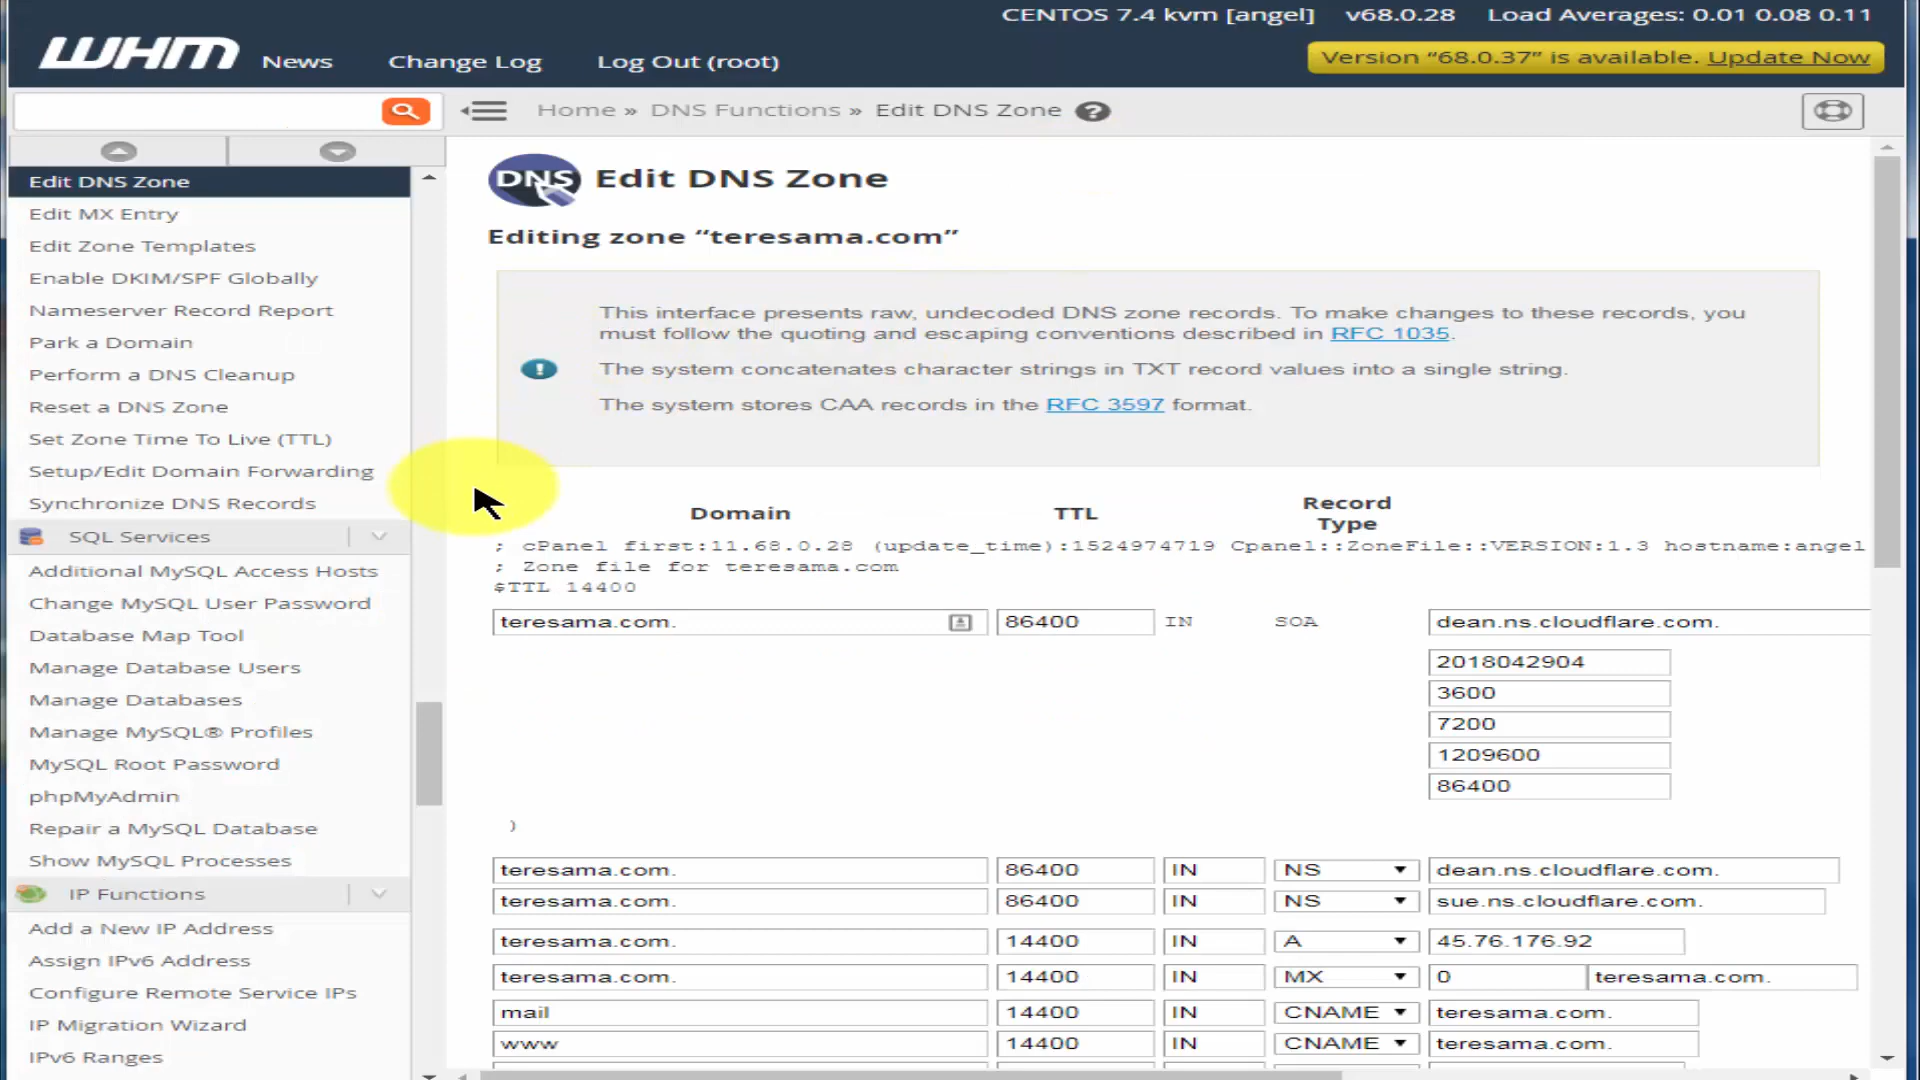 CENTOS 7.4 kvm [angel] v68.0.28 Load Averages: 0.01 0.08 0.11
WHM News Change Log Log Out (root)
Version “68.0.37” is available. Update Now
Home » DNS Functions » Edit DNS Zone ?
Edit DNS Zone
Edit MX Entry
Edit Zone Templates
Enable DKIM/SPF Globally
Nameserver Record Report
Park a Domain
Perform a DNS Cleanup
Reset a DNS Zone
Set Zone Time To Live (TTL)
Setup/Edit Domain Forwarding
Synchronize DNS Records
SQL Services
Additional MySQL Access Hosts
Change MySQL User Password
Database Map Tool
Manage Database Users
Manage Databases
Manage MySQL® Profiles
MySQL Root Password
phpMyAdmin
Repair a MySQL Database
Show MySQL Processes
IP Functions
Add a New IP Address
Assign IPv6 Address
Configure Remote Service IPs
IP Migration Wizard
IPv6 Ranges
DNS Edit DNS Zone
Editing zone “teresama.com”
This interface presents raw, undecoded DNS zone records. To make changes to these records, you
must follow the quoting and escaping conventions described in RFC 1035.
! The system concatenates character strings in TXT record values into a single string.
The system stores CAA records in the RFC 3597 format.
Domain TTL Record
Type
; cPanel first:11.68.0.28 (update_time):1524974719 Cpanel::ZoneFile::VERSION:1.3 hostname:angel
; Zone file for teresama.com
$TTL 14400
teresama.com. 86400 IN SOA dean.ns.cloudflare.com.
2018042904
3600
7200
1209600
86400
)
teresama.com. 86400 IN NS dean.ns.cloudflare.com.
teresama.com. 86400 IN NS sue.ns.cloudflare.com.
teresama.com. 14400 IN A 45.76.176.92
teresama.com. 14400 IN MX 0 teresama.com.
mail 14400 IN CNAME teresama.com.
www 14400 IN CNAME teresama.com.